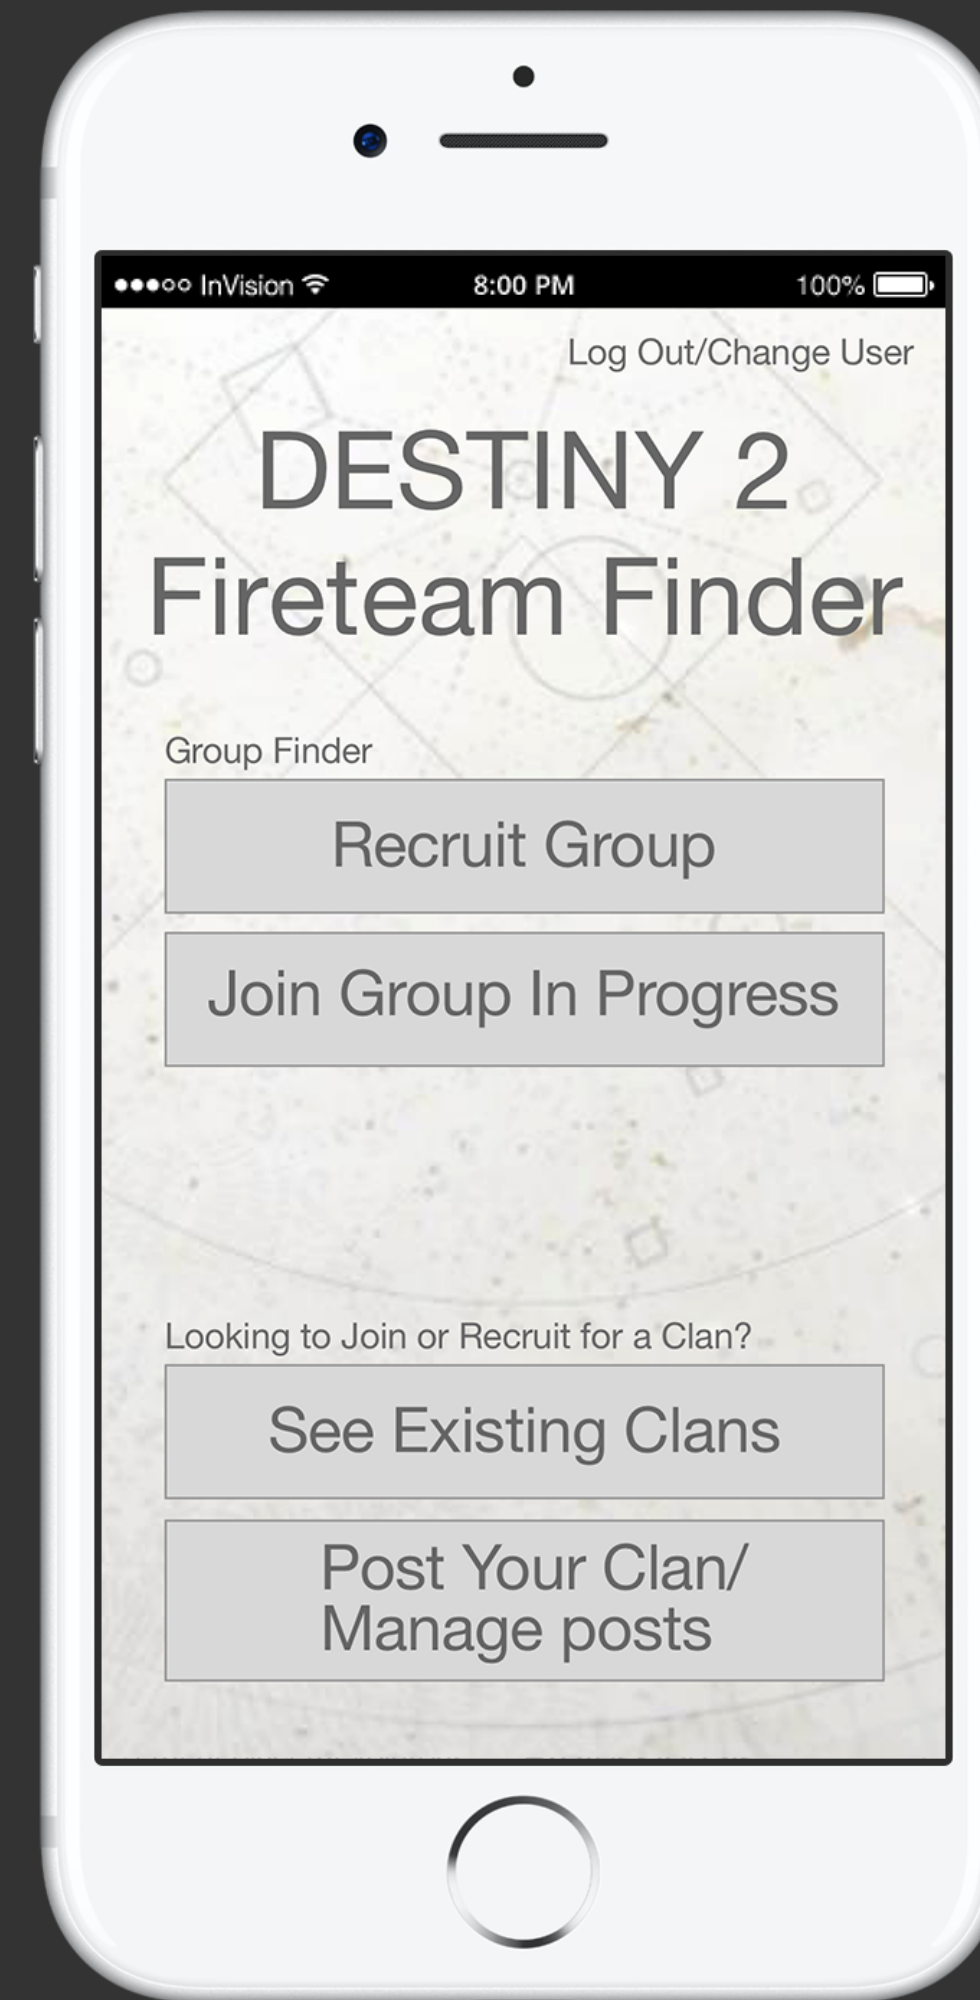 InVision 8:00 PM 100%
Log Out/Change User
DESTINY 2
Fireteam Finder
Group Finder
Recruit Group
Join Group In Progress
Looking to Join or Recruit for a Clan?
See Existing Clans
Post Your Clan/
Manage posts